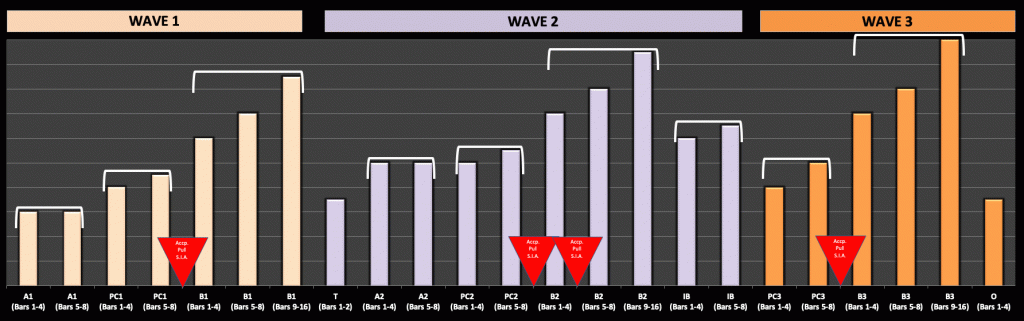 WAVE 1
WAVE 2
WAVE 3
Accp.
Pull
S.I.A.
Accp.
Pull
S.I.A.
Accp.
Pull
S.I.A.
Accp.
Pull
S.I.A.
A1
(Bars 1-4)
A1
(Bars 5-8)
PC1
(Bars 1-4)
PC1
(Bars 5-8)
B1
(Bars 1-4)
B1
(Bars 5-8)
B1
(Bars 9-16)
T
(Bars 1-2)
A2
(Bars 1-4)
A2
(Bars 5-8)
PC2
(Bars 1-4)
PC2
(Bars 5-8)
B2
(Bars 1-4)
B2
(Bars 5-8)
B2
(Bars 9-16)
IB
(Bars 1-4)
IB
(Bars 5-8)
PC3
(Bars 1-4)
PC3
(Bars 5-8)
B3
(Bars 1-4)
B3
(Bars 5-8)
B3
(Bars 9-16)
O
(Bars 1-4)